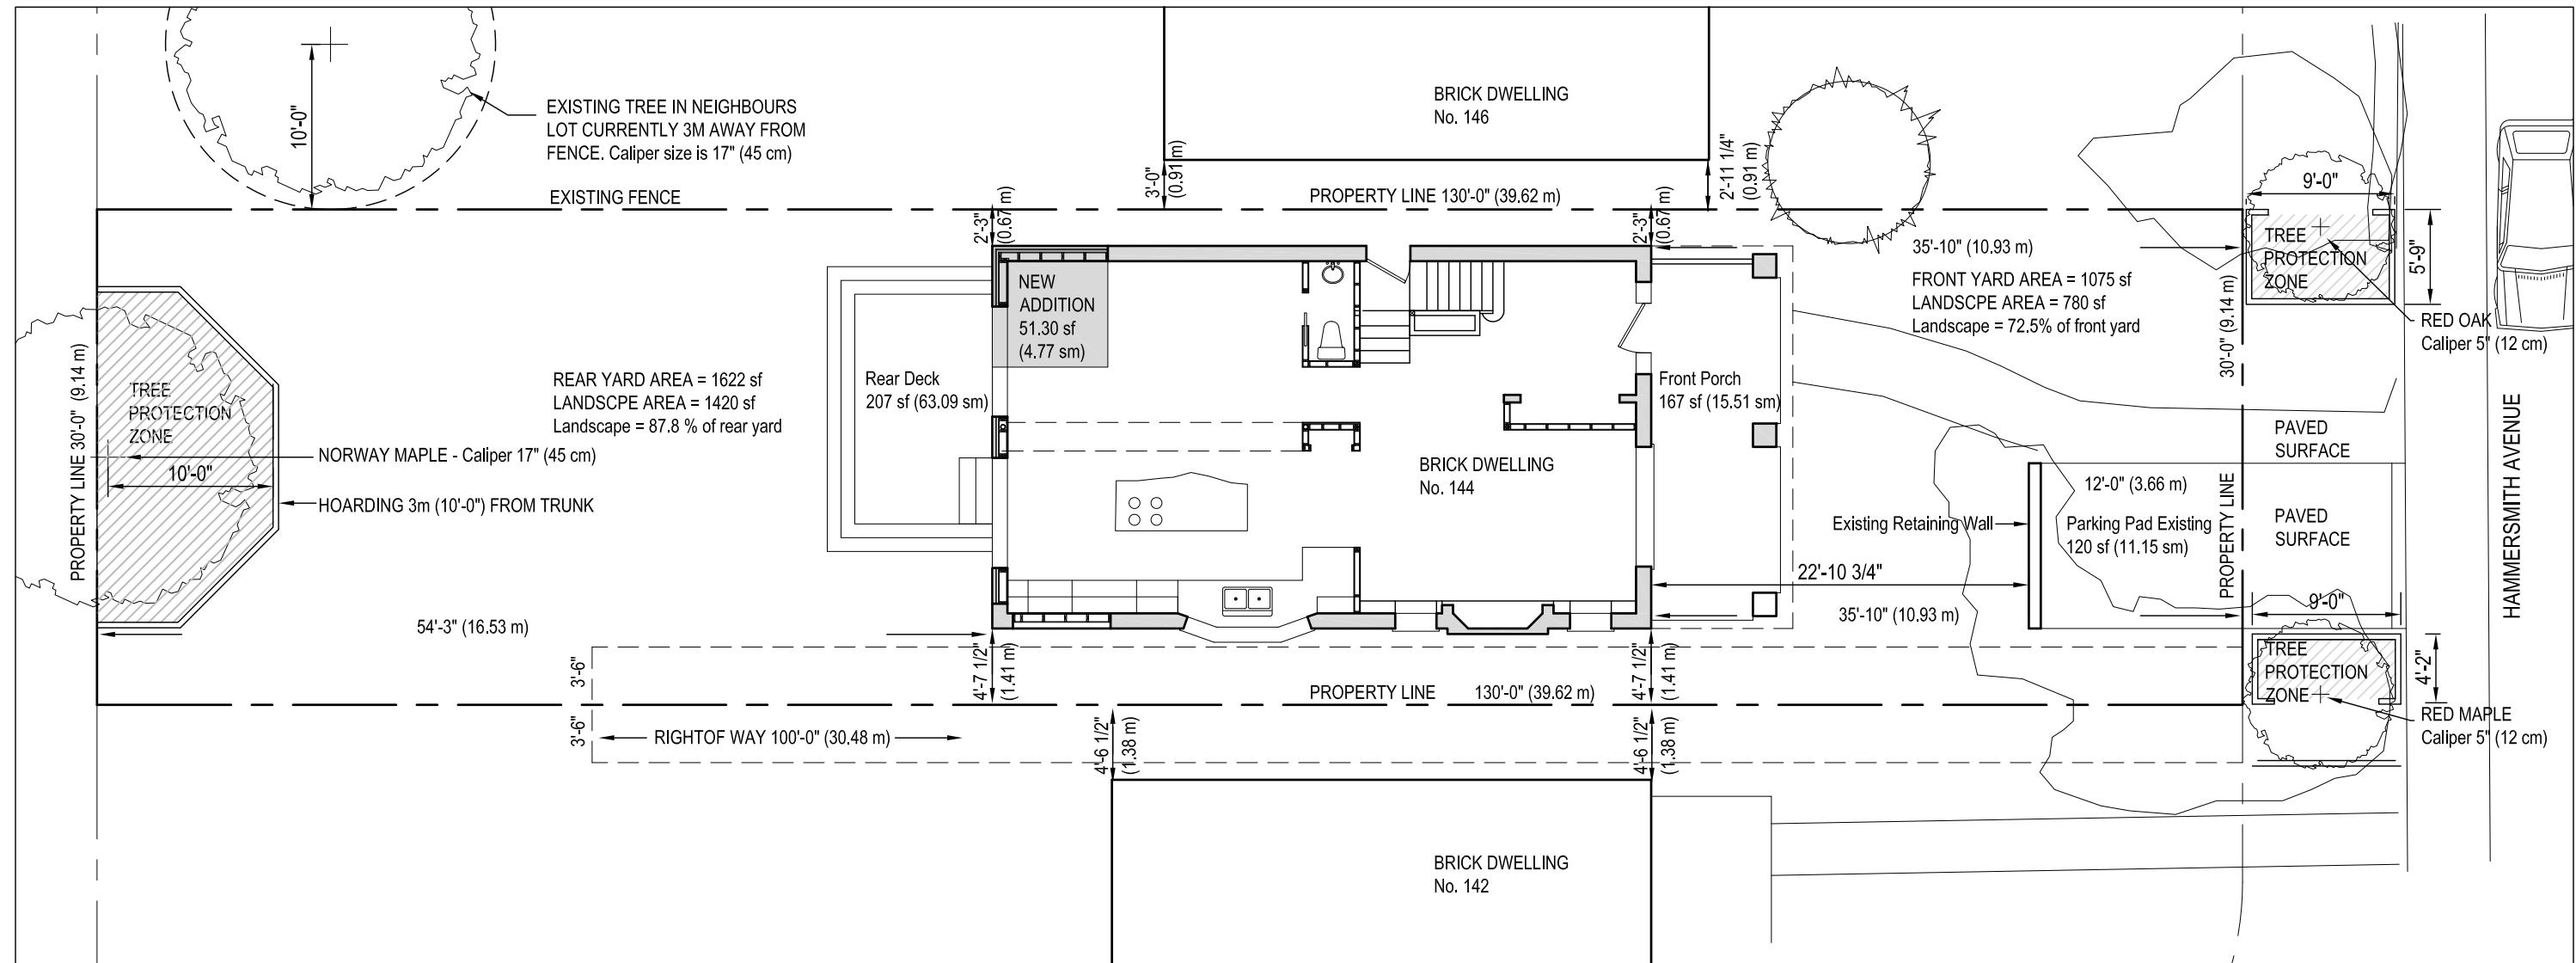 10'-0"
EXISTING TREE IN NEIGHBOURS
LOT CURRENTLY 3M AWAY FROM
FENCE. Caliper size is 17" (45 cm)
EXISTING FENCE
BRICK DWELLING
No. 146
3'-0"
(0.91 m)
2'-11 1/4"
(0.91 m)
PROPERTY LINE 130'-0" (39.62 m)
2'-3"
(0.67 m)
2'-3"
(0.67 m)
9'-0"
5'-9"
TREE
PROTECTION
ZONE
RED OAK
Caliper 5" (12 cm)
35'-10" (10.93 m)
FRONT YARD AREA = 1075 sf
LANDSCPE AREA = 780 sf
Landscape = 72.5% of front yard
30'-0" (9.14 m)
PROPERTY LINE
NEW
ADDITION
51.30 sf
(4.77 sm)
Rear Deck
207 sf (63.09 sm)
Front Porch
167 sf (15.51 sm)
REAR YARD AREA = 1622 sf
LANDSCPE AREA = 1420 sf
Landscape = 87.8 % of rear yard
PROPERTY LINE 30'-0" (9.14 m)
TREE
PROTECTION
ZONE
NORWAY MAPLE - Caliper 17" (45 cm)
10'-0"
HOARDING 3m (10'-0") FROM TRUNK
BRICK DWELLING
No. 144
PAVED
SURFACE
12'-0" (3.66 m)
Existing Retaining Wall
Parking Pad Existing
120 sf (11.15 sm)
PAVED
SURFACE
HAMMERSMITH AVENUE
22'-10 3/4"
35'-10" (10.93 m)
9'-0"
4'-2"
TREE
PROTECTION
ZONE
RED MAPLE
Caliper 5" (12 cm)
54'-3" (16.53 m)
3'-6"
3'-6"
4'-7 1/2"
(1.41 m)
4'-7 1/2"
(1.41 m)
PROPERTY LINE 130'-0" (39.62 m)
RIGHTOF WAY 100'-0" (30.48 m)
4'-6 1/2"
(1.38 m)
4'-6 1/2"
(1.38 m)
BRICK DWELLING
No. 142